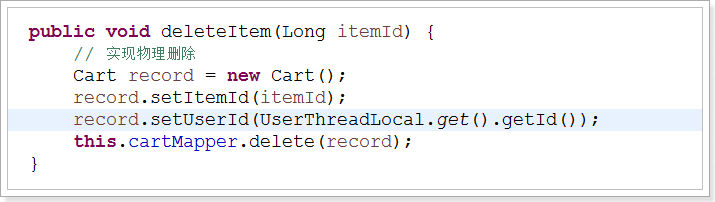 public void deleteItem(Long itemId) {
    // 实现物理删除
    Cart record = new Cart();
    record.setItemId(itemId);
    record.setUserId(UserThreadLocal.get().getId());
    this.cartMapper.delete(record);
}